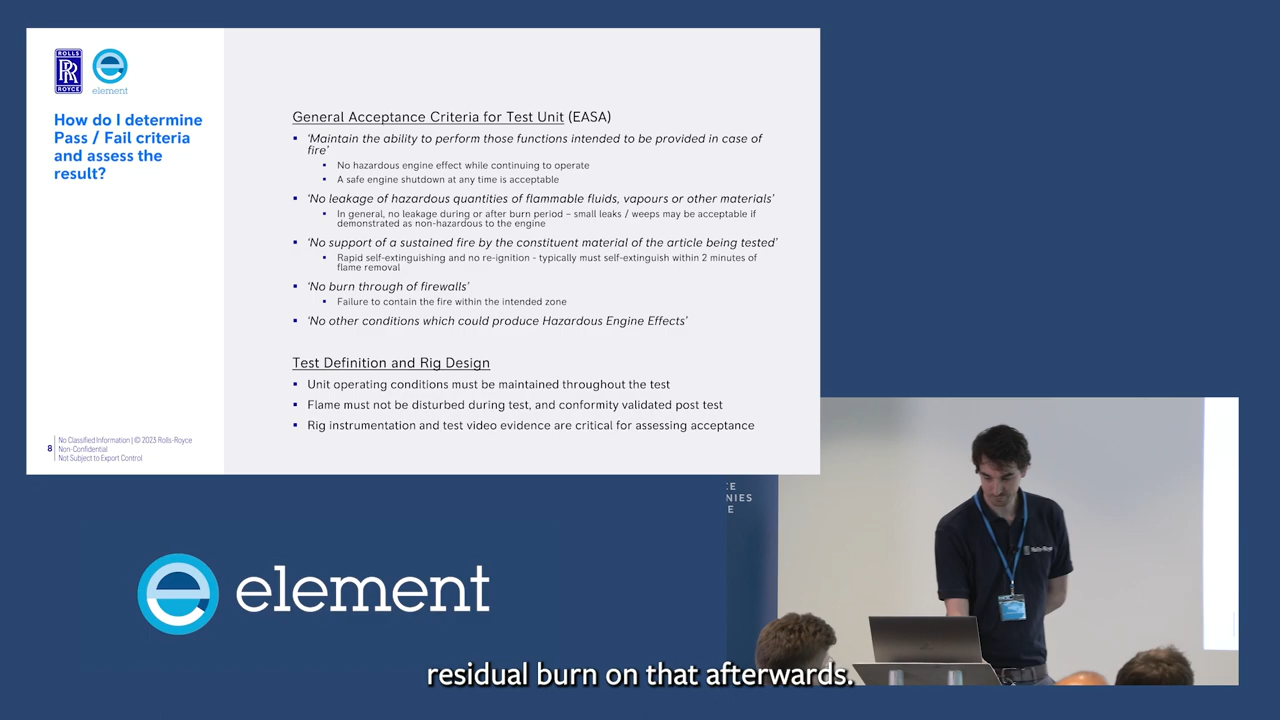 ROLLS
RR
ROYCE
element
How do I determine
Pass / Fail criteria
and assess the
result?
General Acceptance Criteria for Test Unit (EASA)
▪ ‘Maintain the ability to perform those functions intended to be provided in case of
fire’
▪ No hazardous engine effect while continuing to operate
▪ A safe engine shutdown at any time is acceptable
▪ ‘No leakage of hazardous quantities of flammable fluids, vapours or other materials’
▪ In general, no leakage during or after burn period – small leaks / weeps may be acceptable if
demonstrated as non-hazardous to the engine
▪ ‘No support of a sustained fire by the constituent material of the article being tested’
▪ Rapid self-extinguishing and no re-ignition - typically must self-extinguish within 2 minutes of
flame removal
▪ ‘No burn through of firewalls’
▪ Failure to contain the fire within the intended zone
▪ ‘No other conditions which could produce Hazardous Engine Effects’
Test Definition and Rig Design
▪ Unit operating conditions must be maintained throughout the test
▪ Flame must not be disturbed during test, and conformity validated post test
▪ Rig instrumentation and test video evidence are critical for assessing acceptance
8
No Classified Information | © 2023 Rolls-Royce
Non-Confidential
Not Subject to Export Control
NIES
Rolls-Royce
element
residual burn on that afterwards.